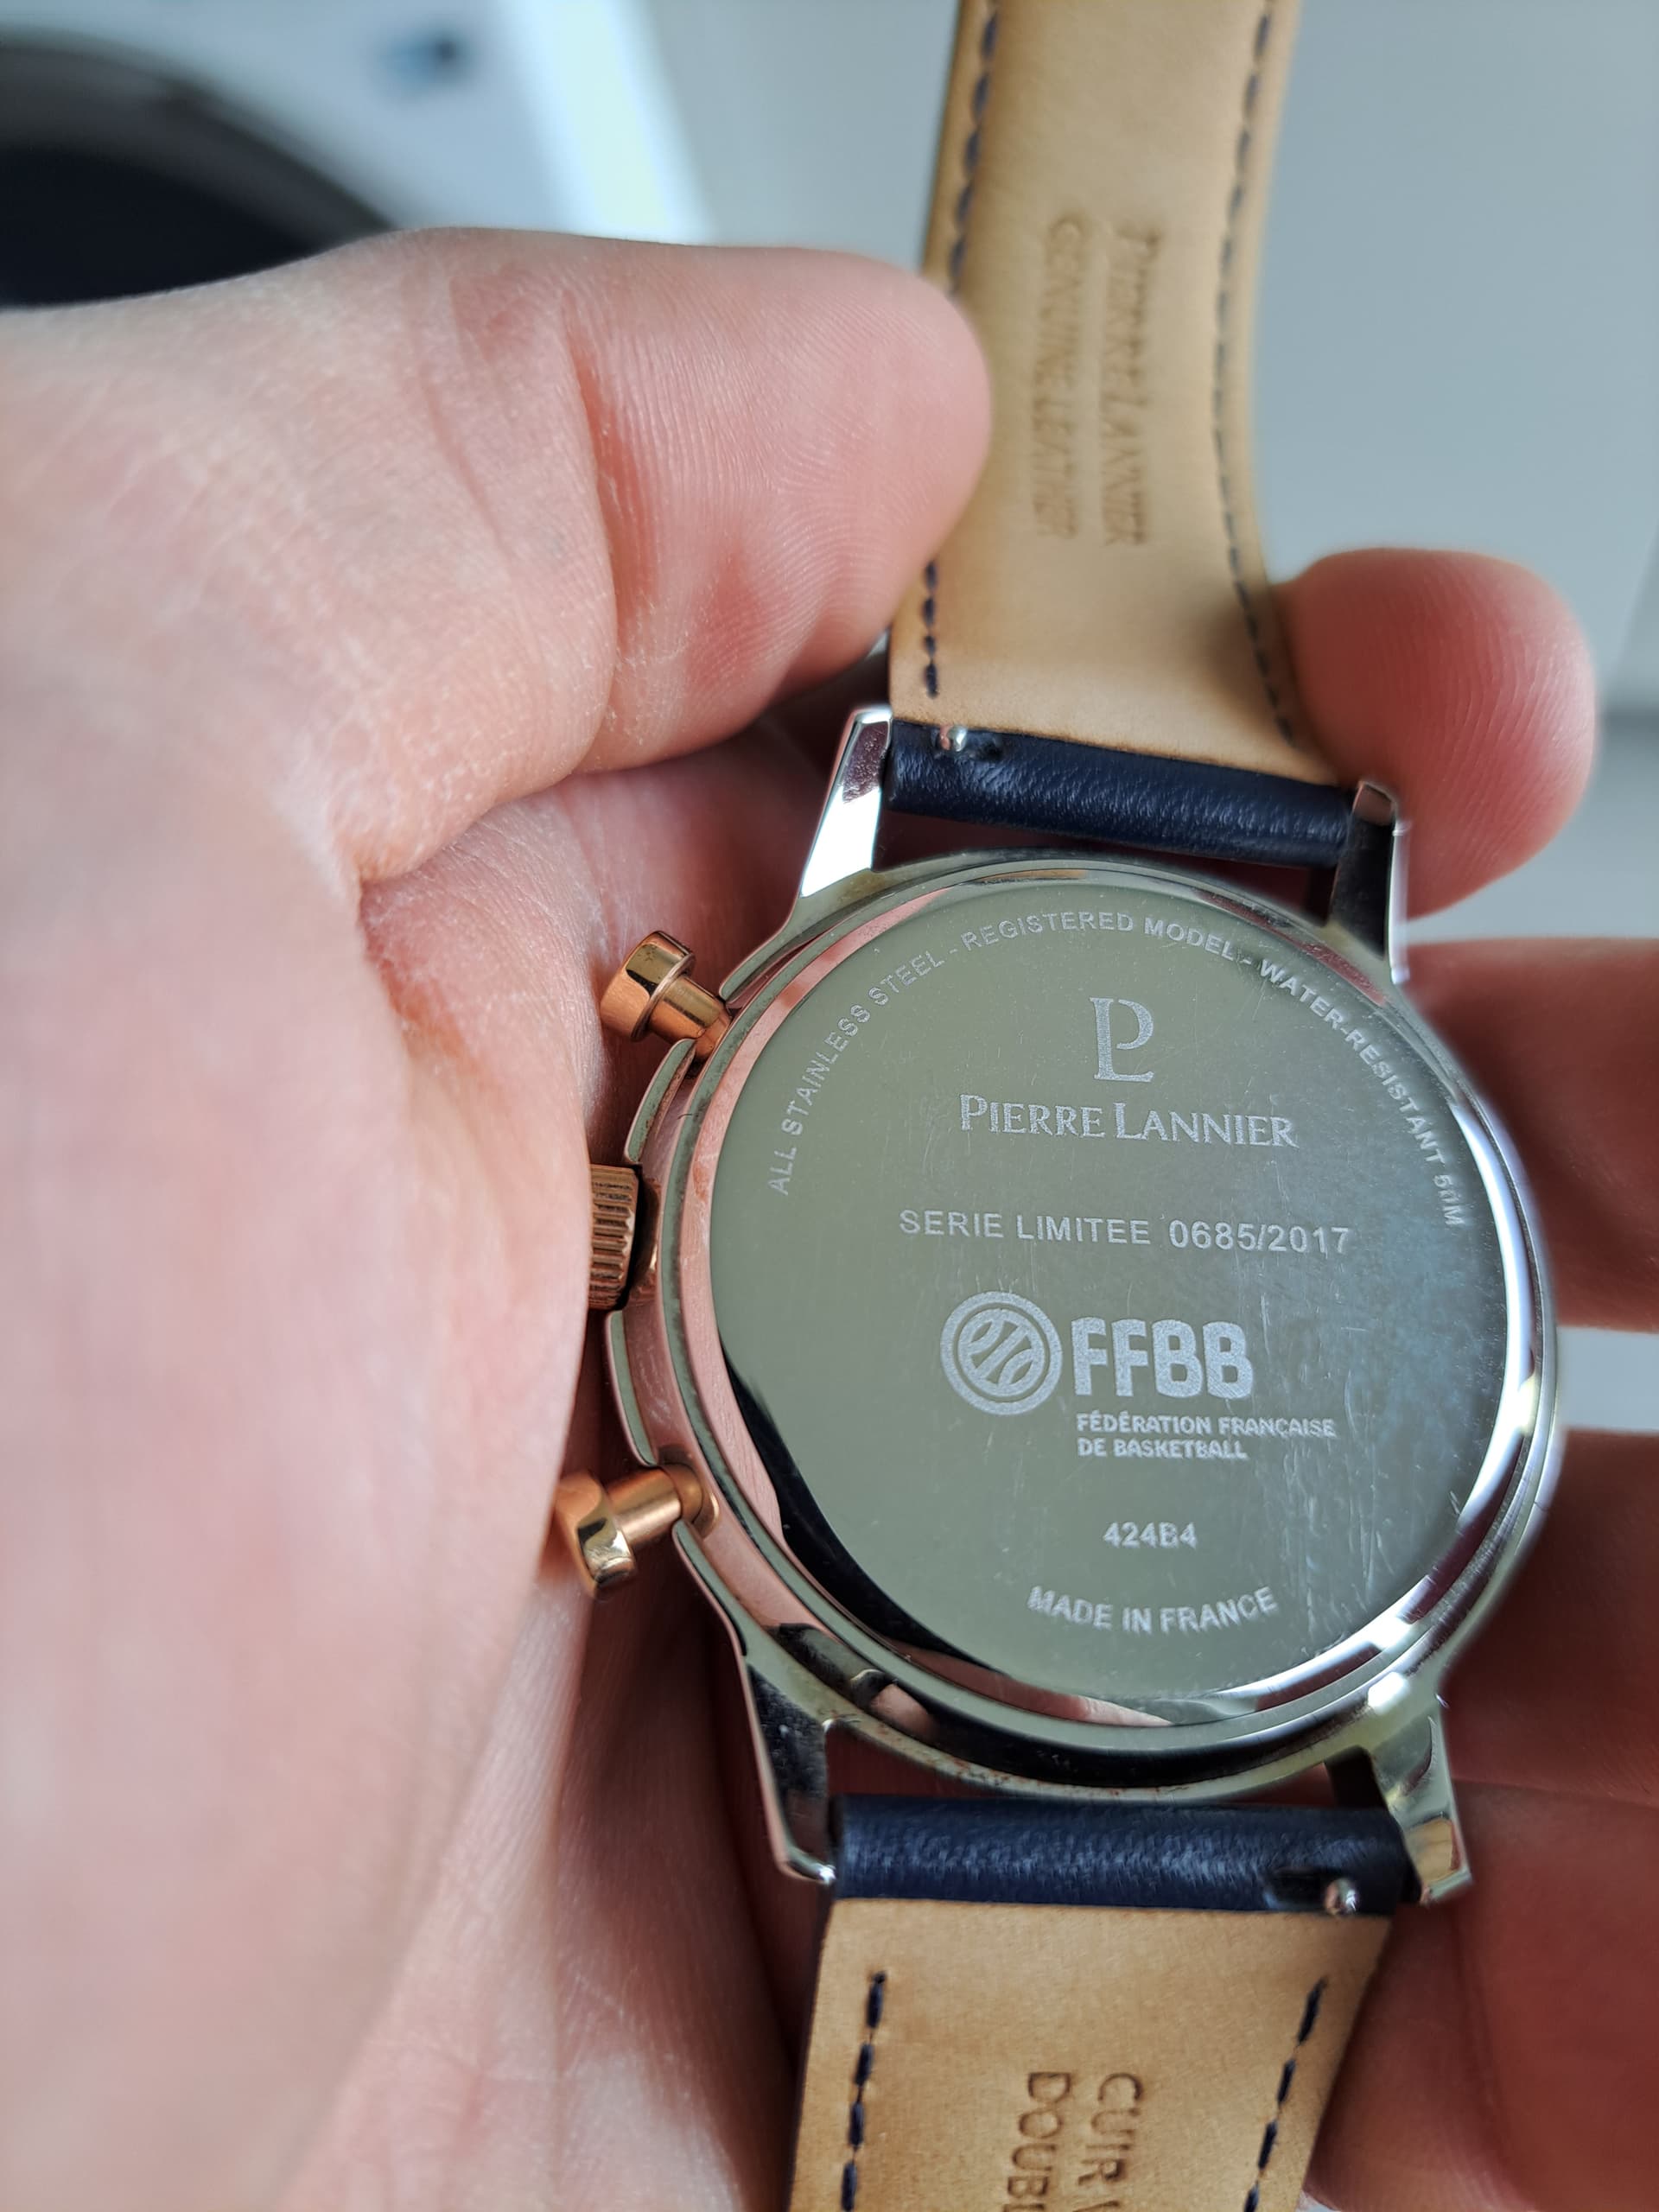 PIERRE LANNIER
GENUINE LEATHER
ALL STAINLESS STEEL - REGISTERED MODEL - WATER-RESISTANT 50M
PL
PIERRE LANNIER
SERIE LIMITEE 0685/2017
FFBB
FÉDÉRATION FRANÇAISE
DE BASKETBALL
424B4
MADE IN FRANCE
CUIR